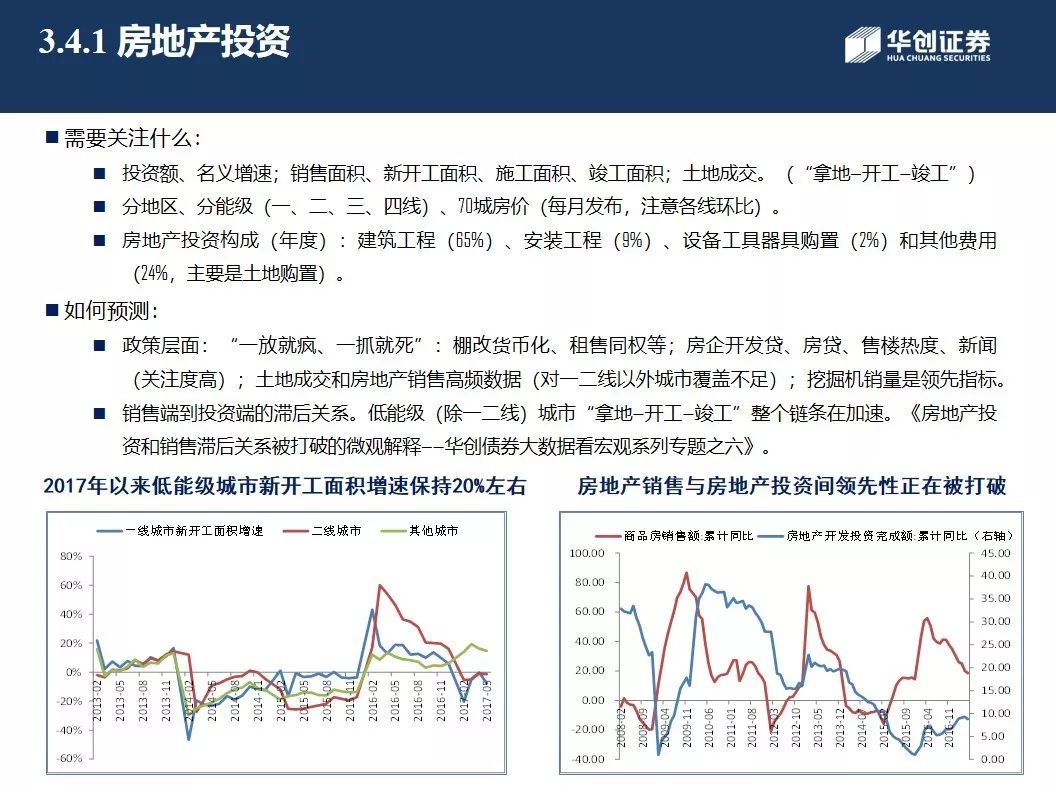 3.4.1 房地产投资
华创证券
HUA CHUANG SECURITIES
■ 需要关注什么：
■ 投资额、名义增速；销售面积、新开工面积、施工面积、竣工面积；土地成交。（“拿地—开工—竣工”）
■ 分地区、分能级（一、二、三、四线）、70城房价（每月发布，注意各线环比）。
■ 房地产投资构成（年度）：建筑工程（65%）、安装工程（9%）、设备工具器具购置（2%）和其他费用
（24%，主要是土地购置）。
■ 如何预测：
■ 政策层面：“一放就疯、一抓就死”：棚改货币化、租售同权等；房企开发贷、房贷、售楼热度、新闻
（关注度高）；土地成交和房地产销售高频数据（对一二线以外城市覆盖不足）；挖掘机销量是领先指标。
■ 销售端到投资端的滞后关系。低能级（除一二线）城市“拿地—开工—竣工”整个链条在加速。《房地产投
资和销售滞后关系被打破的微观解释——华创债券大数据看宏观系列专题之六》。
2017年以来低能级城市新开工面积增速保持20%左右
一线城市新开工面积增速 二线城市 其他城市
80%
60%
40%
20%
0%
-20%
-40%
-60%
2013-02 2013-05 2013-08 2013-11 2014-02 2014-05 2014-08 2014-11 2015-02 2015-05 2015-08 2015-11 2016-02 2016-05 2016-08 2016-11 2017-02 2017-05
房地产销售与房地产投资间领先性正在被打破
商品房销售额:累计同比 房地产开发投资完成额:累计同比（右轴）
100.00
80.00
60.00
40.00
20.00
0.00
-20.00
-40.00
45.00
40.00
35.00
30.00
25.00
20.00
15.00
10.00
5.00
0.00
2008-02 2008-09 2009-04 2009-11 2010-06 2011-01 2011-08 2012-03 2012-10 2013-05 2013-12 2014-07 2015-02 2015-09 2016-04 2016-11